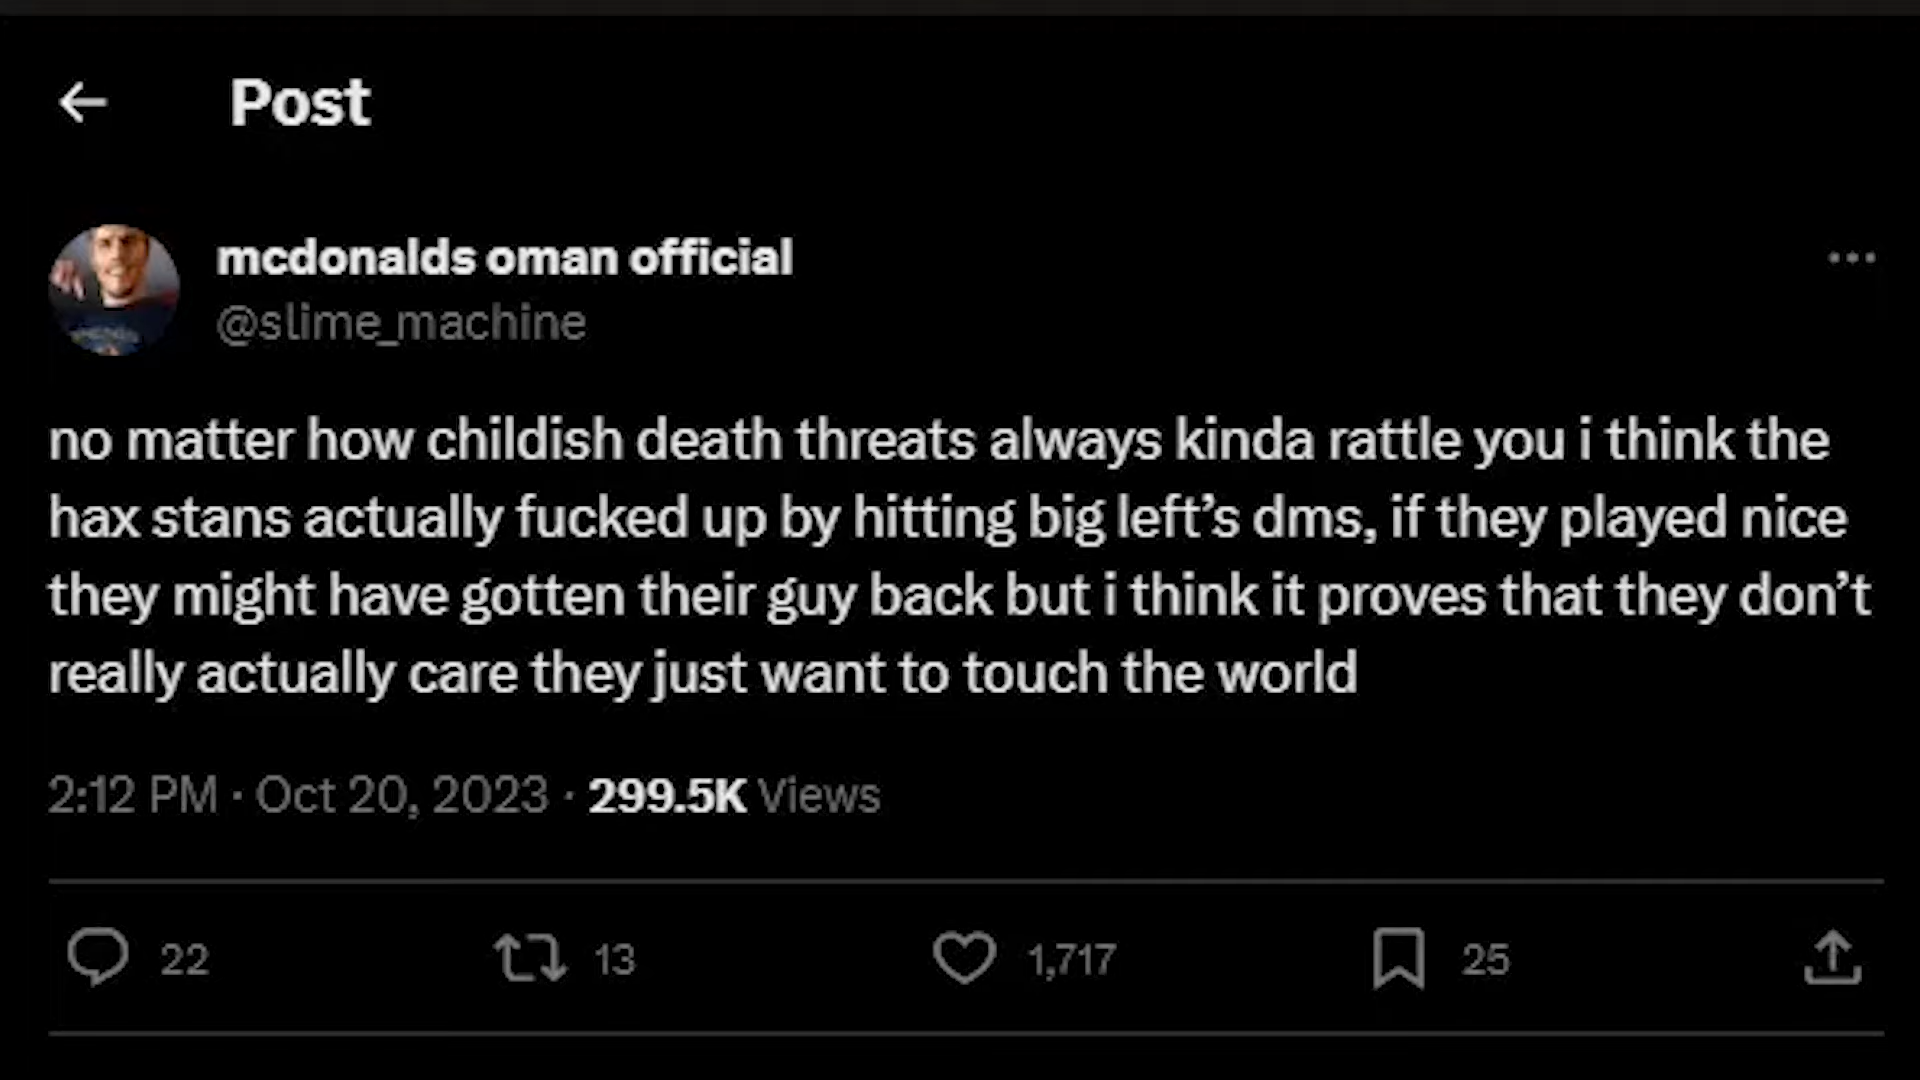 Post
mcdonalds oman official
@slime_machine
no matter how childish death threats always kinda rattle you i think the
hax stans actually fucked up by hitting big left’s dms, if they played nice
they might have gotten their guy back but i think it proves that they don’t
really actually care they just want to touch the world
2:12 PM · Oct 20, 2023 · 299.5K Views
22 13 1,717 25